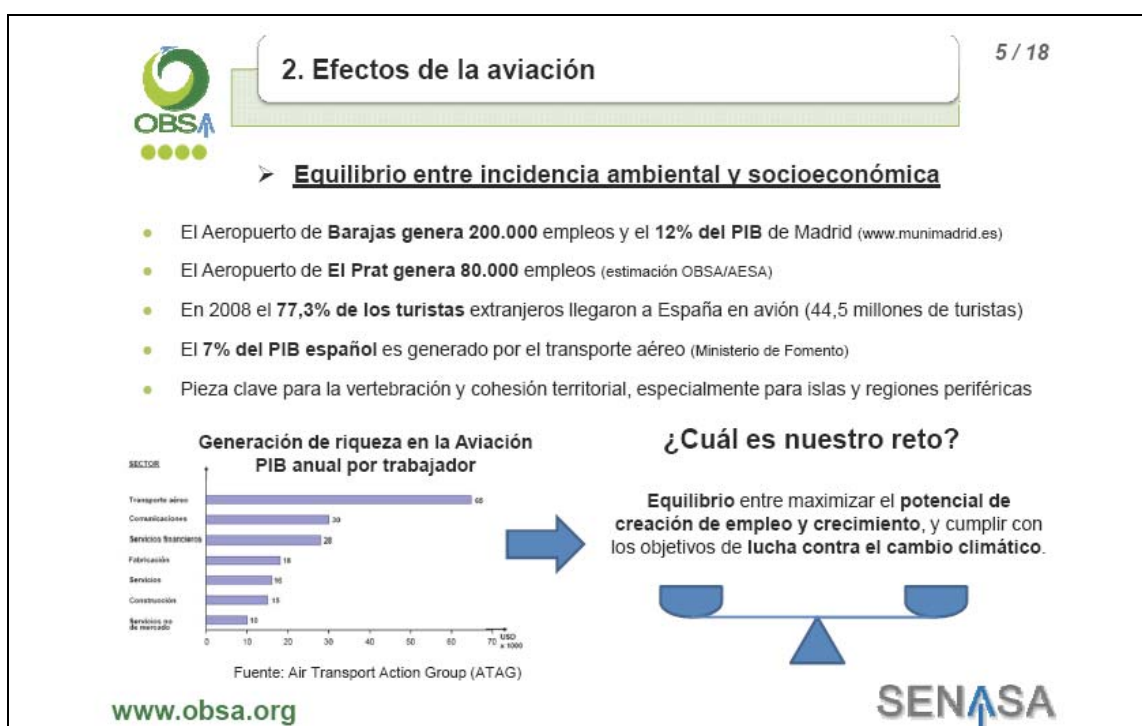 5 / 18
2. Efectos de la aviación
OBSA
➢ Equilibrio entre incidencia ambiental y socioeconómica
• El Aeropuerto de Barajas genera 200.000 empleos y el 12% del PIB de Madrid (www.munimadrid.es)
• El Aeropuerto de El Prat genera 80.000 empleos (estimación OBSA/AESA)
• En 2008 el 77,3% de los turistas extranjeros llegaron a España en avión (44,5 millones de turistas)
• El 7% del PIB español es generado por el transporte aéreo (Ministerio de Fomento)
• Pieza clave para la vertebración y cohesión territorial, especialmente para islas y regiones periféricas
Generación de riqueza en la Aviación
PIB anual por trabajador
SECTOR
Transporte aéreo 65
Comunicaciones 30
Servicios financieros 28
Fabricación 18
Servicios 16
Construcción 15
Servicios no
de mercado 10
0 10 20 30 40 50 60 70 USD
x 1000
Fuente: Air Transport Action Group (ATAG)
¿Cuál es nuestro reto?
Equilibrio entre maximizar el potencial de
creación de empleo y crecimiento, y cumplir con
los objetivos de lucha contra el cambio climático.
www.obsa.org
SENASA